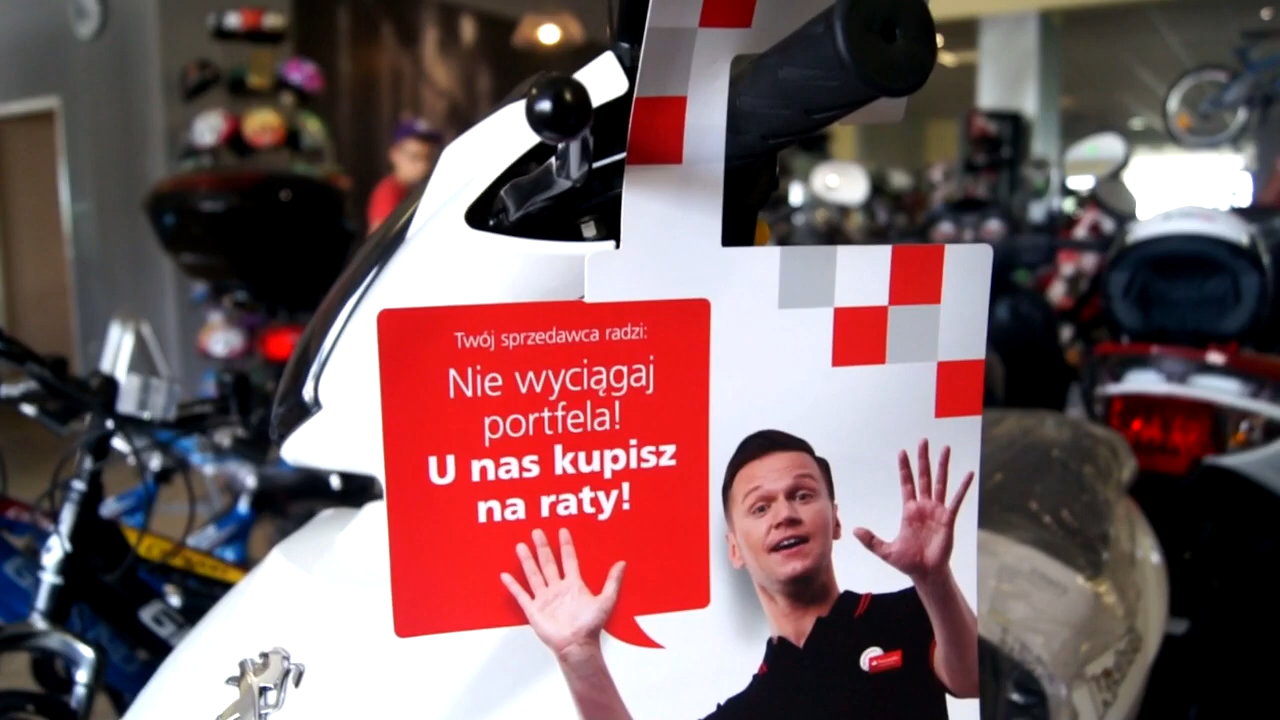 Twój sprzedawca radzi:
Nie wyciągaj
portfela!
U nas kupisz
na raty!